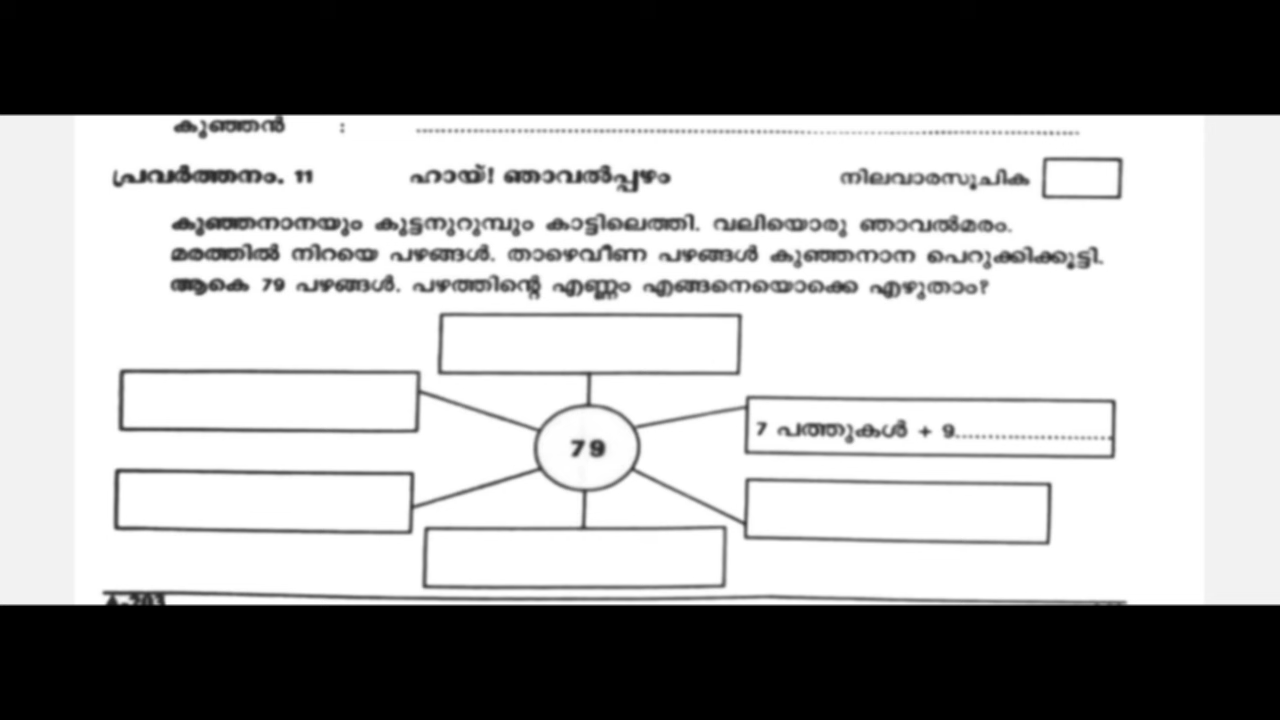 കുഞ്ഞൻ : ......................................................................
പ്രവർത്തനം. 11 ഹായ്! ഞാവൽപ്പഴം നിലവാരസൂചിക
കുഞ്ഞനാനയും കുട്ടനുറുമ്പും കാട്ടിലെത്തി. വലിയൊരു ഞാവൽമരം.
മരത്തിൽ നിറയെ പഴങ്ങൾ. താഴെവീണ പഴങ്ങൾ കുഞ്ഞനാന പെറുക്കിക്കൂട്ടി.
ആകെ 79 പഴങ്ങൾ. പഴത്തിന്റെ എണ്ണം എങ്ങനെയൊക്കെ എഴുതാം?
7 പത്തുകൾ + 9..........................
79
A-203